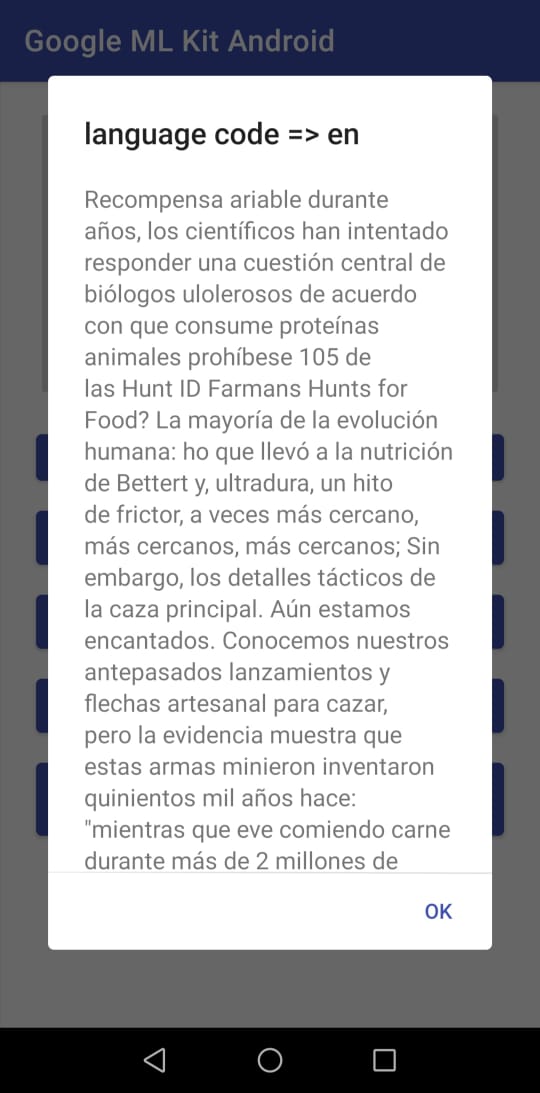 Google ML Kit Android
language code => en
Recompensa ariable durante
años, los científicos han intentado
responder una cuestión central de
biólogos ulolerosos de acuerdo
con que consume proteínas
animales prohíbese 105 de
las Hunt ID Farmans Hunts for
Food? La mayoría de la evolución
humana: ho que llevó a la nutrición
de Bettert y, ultradura, un hito
de frictor, a veces más cercano,
más cercanos, más cercanos; Sin
embargo, los detalles tácticos de
la caza principal. Aún estamos
encantados. Conocemos nuestros
antepasados lanzamientos y
flechas artesanal para cazar,
pero la evidencia muestra que
estas armas minieron inventaron
quinientos mil años hace:
"mientras que eve comiendo carne
durante más de 2 millones de
OK